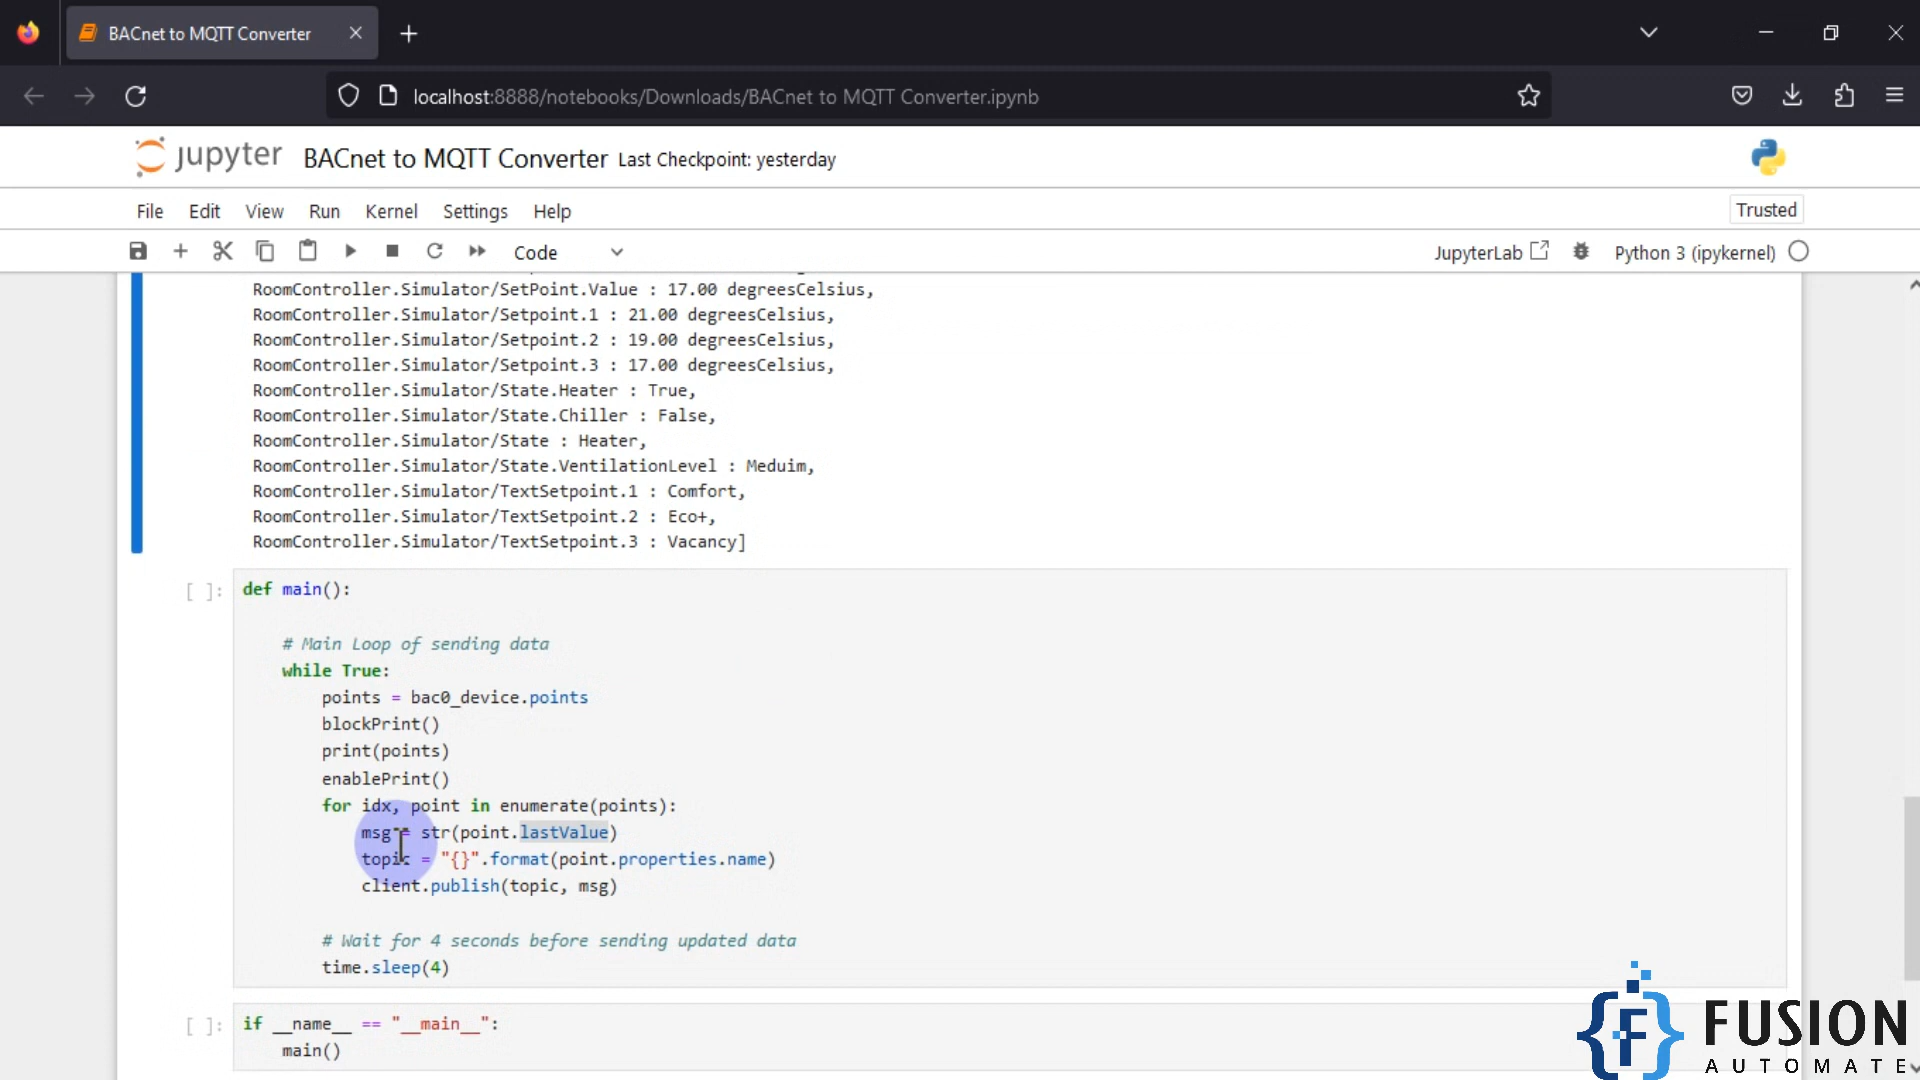 BACnet to MQTT Converter
localhost:8888/notebooks/Downloads/BACnet to MQTT Converter.ipynb
jupyter BACnet to MQTT Converter Last Checkpoint: yesterday
File Edit View Run Kernel Settings Help
Trusted
Code
JupyterLab
Python 3 (ipykernel)
RoomController.Simulator/SetPoint.Value : 17.00 degreesCelsius,
RoomController.Simulator/Setpoint.1 : 21.00 degreesCelsius,
RoomController.Simulator/Setpoint.2 : 19.00 degreesCelsius,
RoomController.Simulator/Setpoint.3 : 17.00 degreesCelsius,
RoomController.Simulator/State.Heater : True,
RoomController.Simulator/State.Chiller : False,
RoomController.Simulator/State : Heater,
RoomController.Simulator/State.VentilationLevel : Meduim,
RoomController.Simulator/TextSetpoint.1 : Comfort,
RoomController.Simulator/TextSetpoint.2 : Eco+,
RoomController.Simulator/TextSetpoint.3 : Vacancy]
[ ]: def main():
# Main Loop of sending data
while True:
points = bac0_device.points
blockPrint()
print(points)
enablePrint()
for idx, point in enumerate(points):
msg = str(point.lastValue)
topic = "{}".format(point.properties.name)
client.publish(topic, msg)
# Wait for 4 seconds before sending updated data
time.sleep(4)
[ ]: if __name__ == "__main__":
main()
FUSION
AUTOMATE